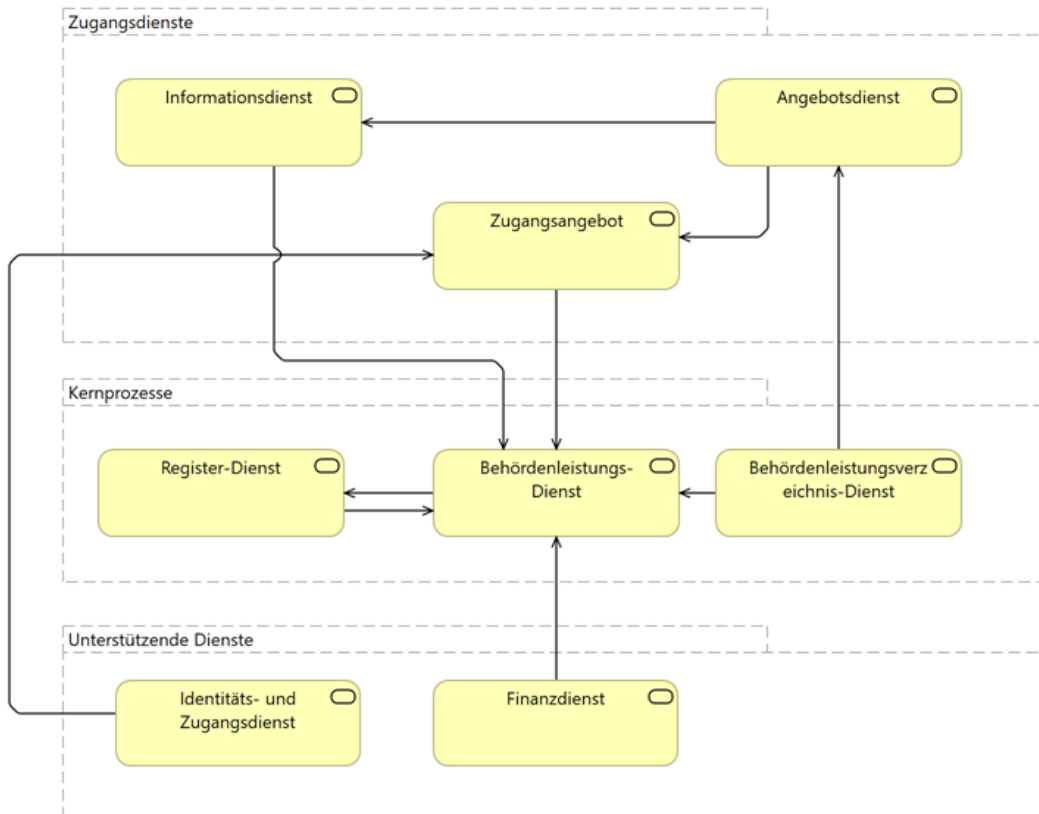 Zugangsdienste
Informationsdienst
Angebotsdienst
Zugangsangebot
Kernprozesse
Register-Dienst
Behördenleistungs-
Dienst
Behördenleistungsverz
eichnis-Dienst
Unterstützende Dienste
Identitäts- und
Zugangsdienst
Finanzdienst